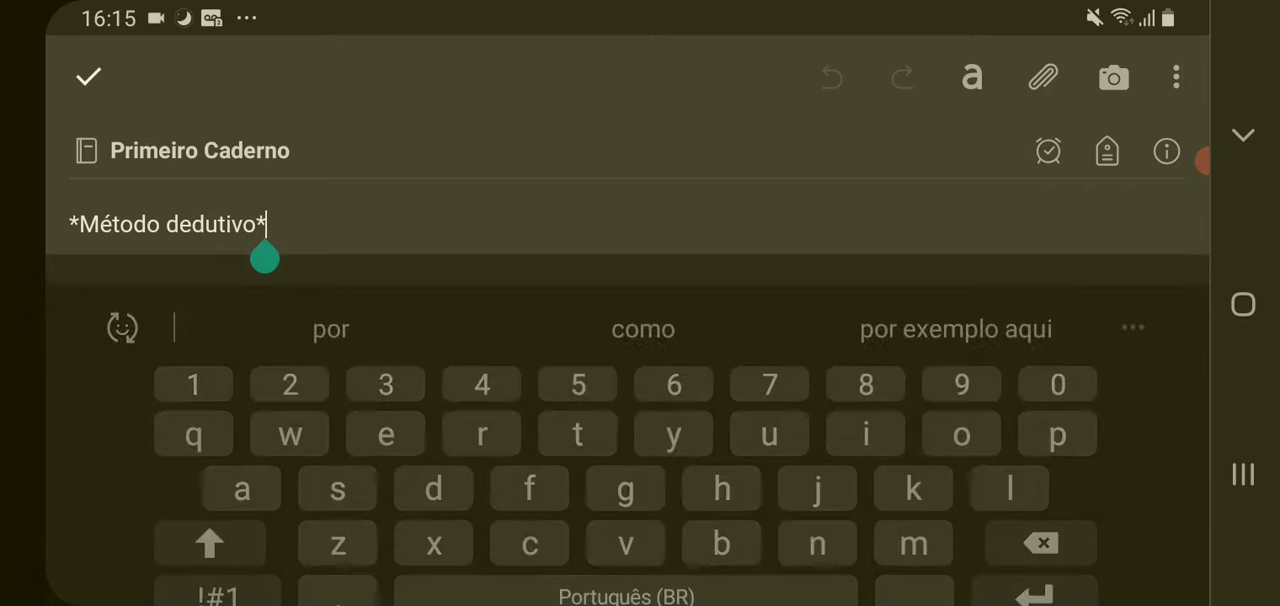 16:15
Primeiro Caderno
*Método dedutivo*
por como por exemplo aqui
1 2 3 4 5 6 7 8 9 0
q w e r t y u i o p
a s d f g h j k l
z x c v b n m
!#1 , Português (BR)